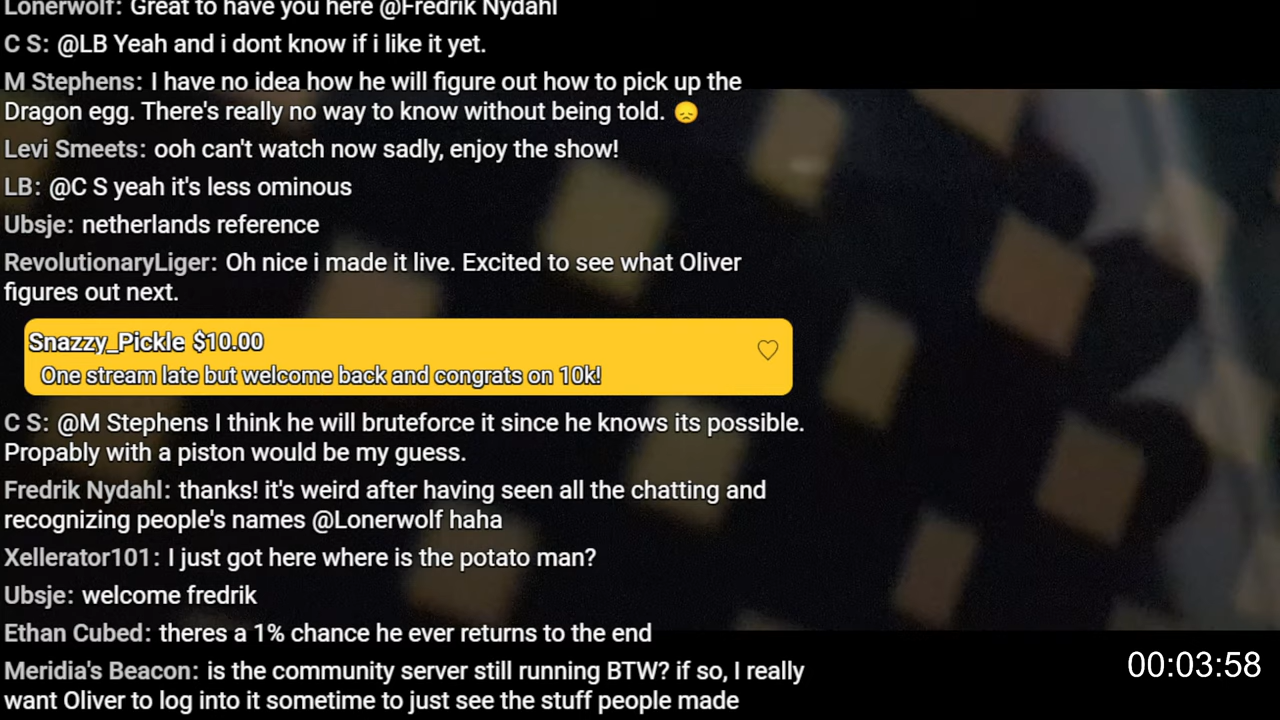 Lonerwolf: Great to have you here @Fredrik Nydahl
C S: @LB Yeah and i dont know if i like it yet.
M Stephens: I have no idea how he will figure out how to pick up the
Dragon egg. There's really no way to know without being told. 😞
Levi Smeets: ooh can't watch now sadly, enjoy the show!
LB: @C S yeah it's less ominous
Ubsje: netherlands reference
RevolutionaryLiger: Oh nice i made it live. Excited to see what Oliver
figures out next.
Snazzy_Pickle $10.00
One stream late but welcome back and congrats on 10k!
C S: @M Stephens I think he will bruteforce it since he knows its possible.
Propably with a piston would be my guess.
Fredrik Nydahl: thanks! it's weird after having seen all the chatting and
recognizing people's names @Lonerwolf haha
Xellerator101: I just got here where is the potato man?
Ubsje: welcome fredrik
Ethan Cubed: theres a 1% chance he ever returns to the end
Meridia's Beacon: is the community server still running BTW? if so, I really
want Oliver to log into it sometime to just see the stuff people made
00:03:58